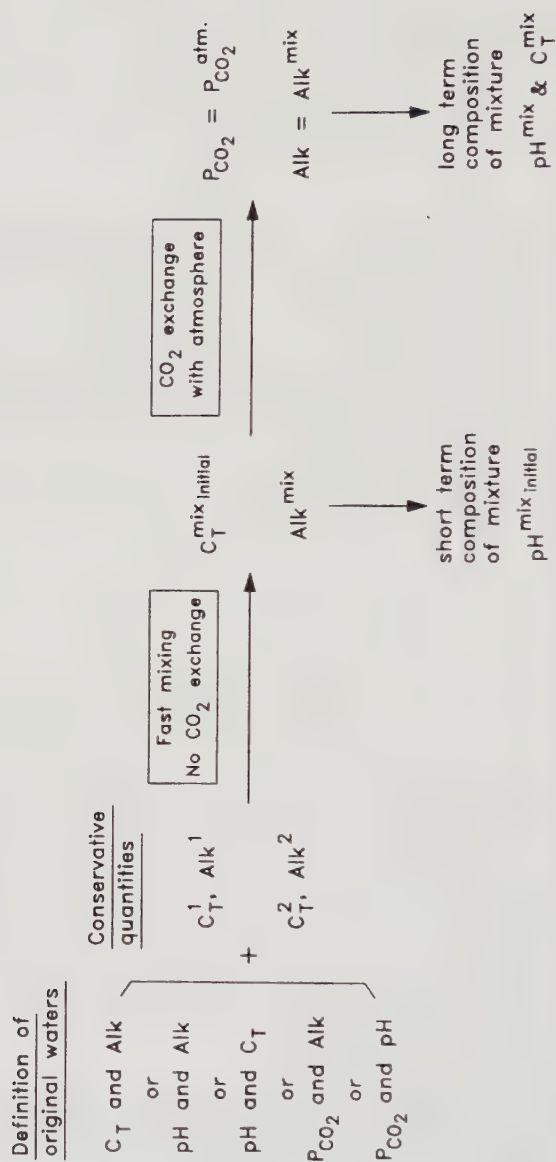 Definition of
original waters
C_T and Alk
or
pH and Alk
or
pH and C_T
or
P_CO₂ and Alk
or
P_CO₂ and pH
Conservative
quantities
C_T^1, Alk^1
+
C_T^2, Alk^2
Fast mixing
No CO₂ exchange
C_T^mix initial
Alk^mix
short term
composition
of mixture
pH^mix initial
CO₂ exchange
with atmosphere
P_CO₂ = P_CO₂^atm.
Alk = Alk^mix
long term
composition
of mixture
pH^mix & C_T^mix